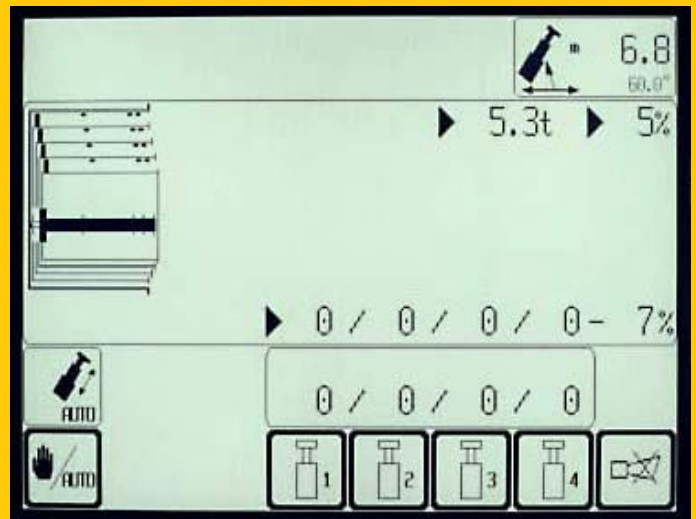 m 6.8
60.0°
5.3t 5%
0 / 0 / 0 / 0 - 7%
AUTO
0 / 0 / 0 / 0
/AUTO 1 2 3 4